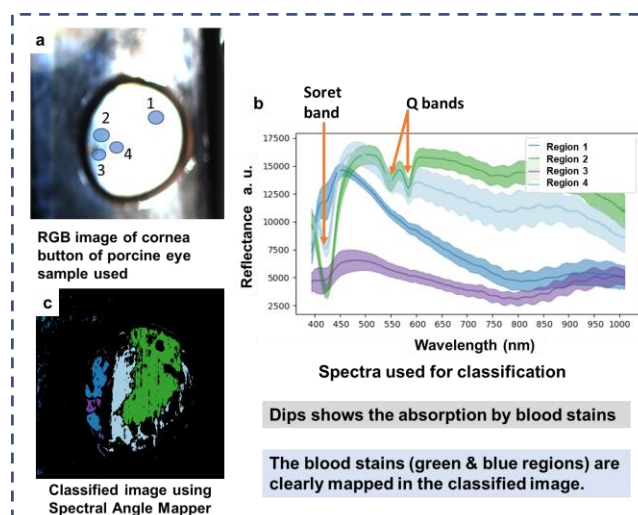 a
1
2
4
3
RGB image of cornea
button of porcine eye
sample used
b
Soret
band
Q bands
17500
15000
12500
10000
7500
5000
2500
Reflectance a. u.
Region 1
Region 2
Region 3
Region 4
400 450 500 550 600 650 700 750 800 850 900 950 1000
Wavelength (nm)
Spectra used for classification
c
Classified image using
Spectral Angle Mapper
Dips shows the absorption by blood stains
The blood stains (green & blue regions) are
clearly mapped in the classified image.